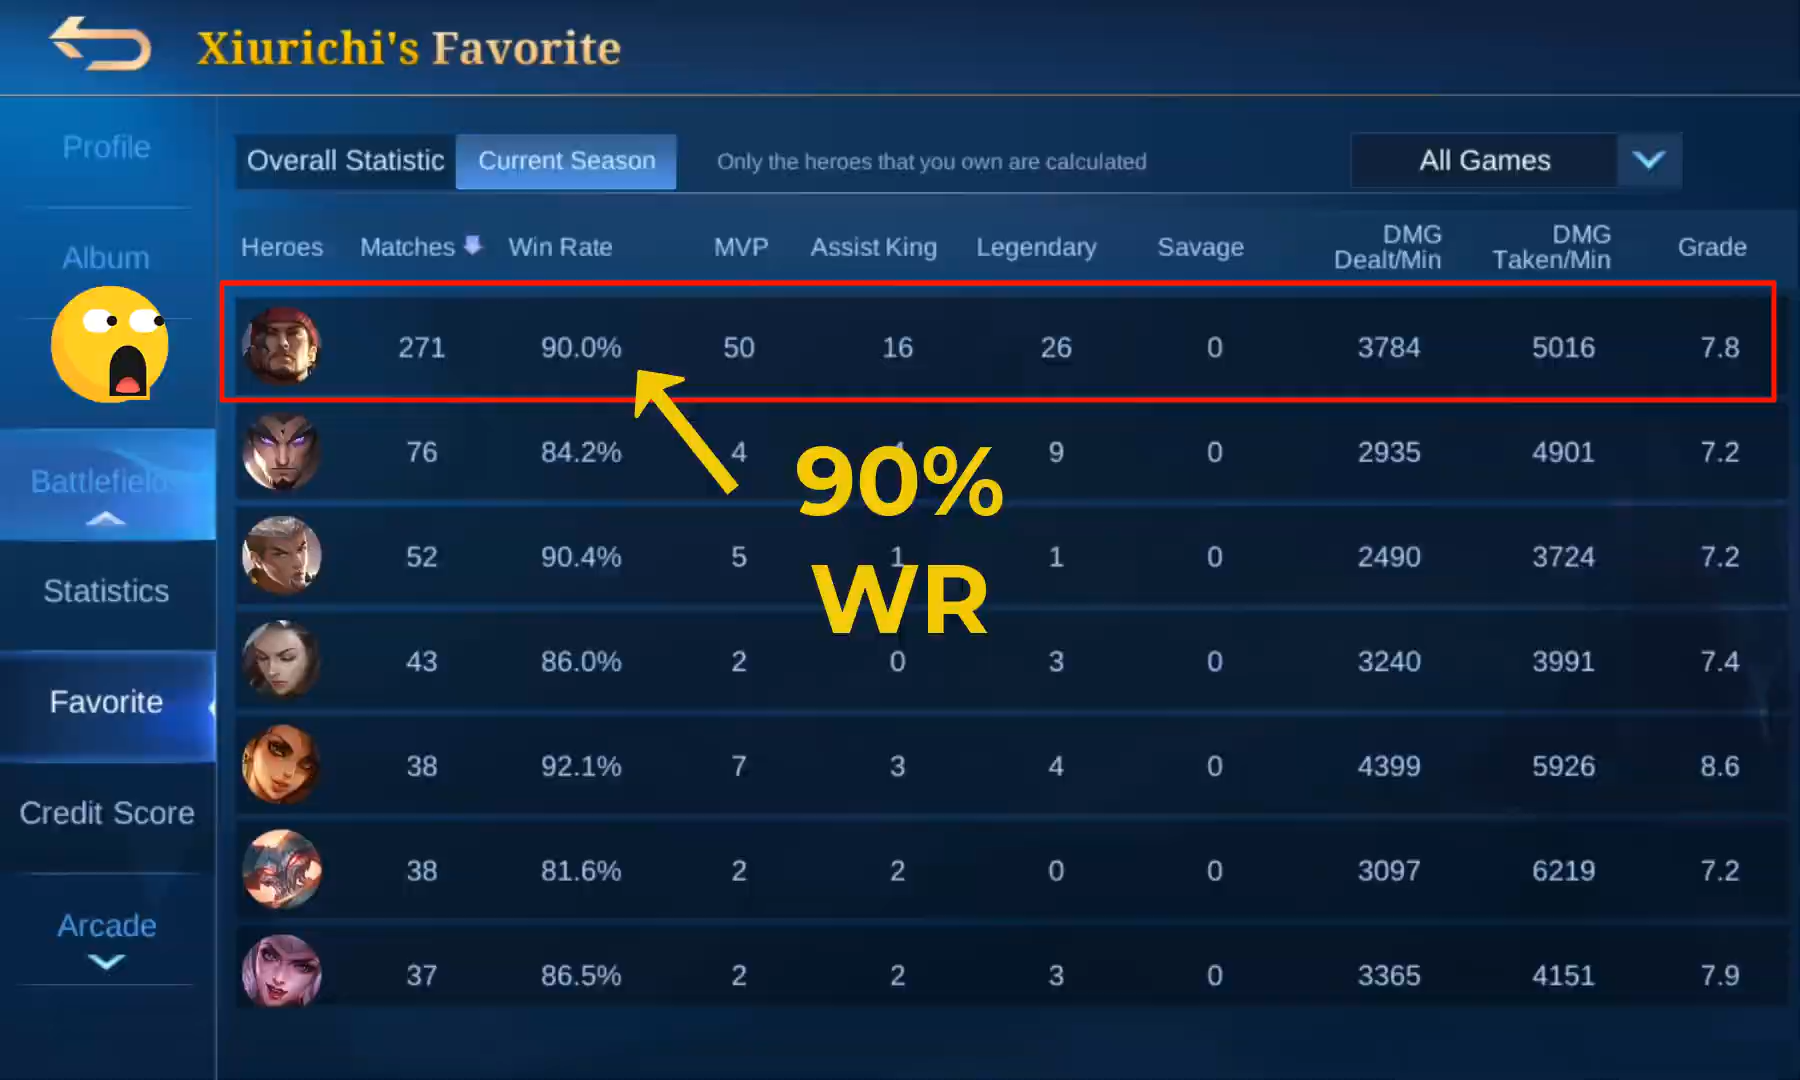 Xiurichi's Favorite
Profile
Album
Battlefield
Statistics
Favorite
Credit Score
Arcade
Overall Statistic Current Season Only the heroes that you own are calculated All Games
Heroes Matches Win Rate MVP Assist King Legendary Savage DMG Dealt/Min DMG Taken/Min Grade
271 90.0% 50 16 26 0 3784 5016 7.8
76 84.2% 4 9 0 2935 4901 7.2
52 90.4% 5 1 1 0 2490 3724 7.2
43 86.0% 2 0 3 0 3240 3991 7.4
38 92.1% 7 3 4 0 4399 5926 8.6
38 81.6% 2 2 0 0 3097 6219 7.2
37 86.5% 2 2 3 0 3365 4151 7.9
90%
WR